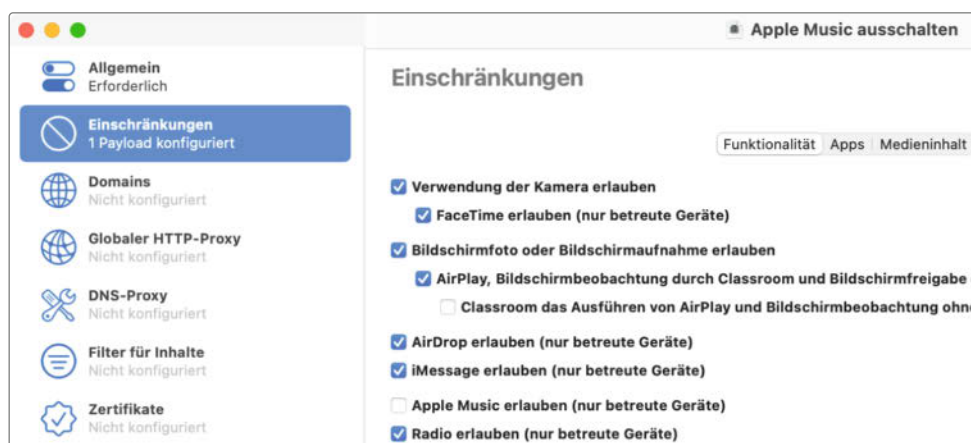 Apple Music ausschalten
Allgemein
Erforderlich
Einschränkungen
1 Payload konfiguriert
Domains
Nicht konfiguriert
Globaler HTTP-Proxy
Nicht konfiguriert
DNS-Proxy
Nicht konfiguriert
Filter für Inhalte
Nicht konfiguriert
Zertifikate
Nicht konfiguriert
Einschränkungen
Funktionalität Apps Medieninhalt
Verwendung der Kamera erlauben
FaceTime erlauben (nur betreute Geräte)
Bildschirmfoto oder Bildschirmaufnahme erlauben
AirPlay, Bildschirmbeobachtung durch Classroom und Bildschirmfreigabe
Classroom das Ausführen von AirPlay und Bildschirmbeobachtung ohne
AirDrop erlauben (nur betreute Geräte)
iMessage erlauben (nur betreute Geräte)
Apple Music erlauben (nur betreute Geräte)
Radio erlauben (nur betreute Geräte)